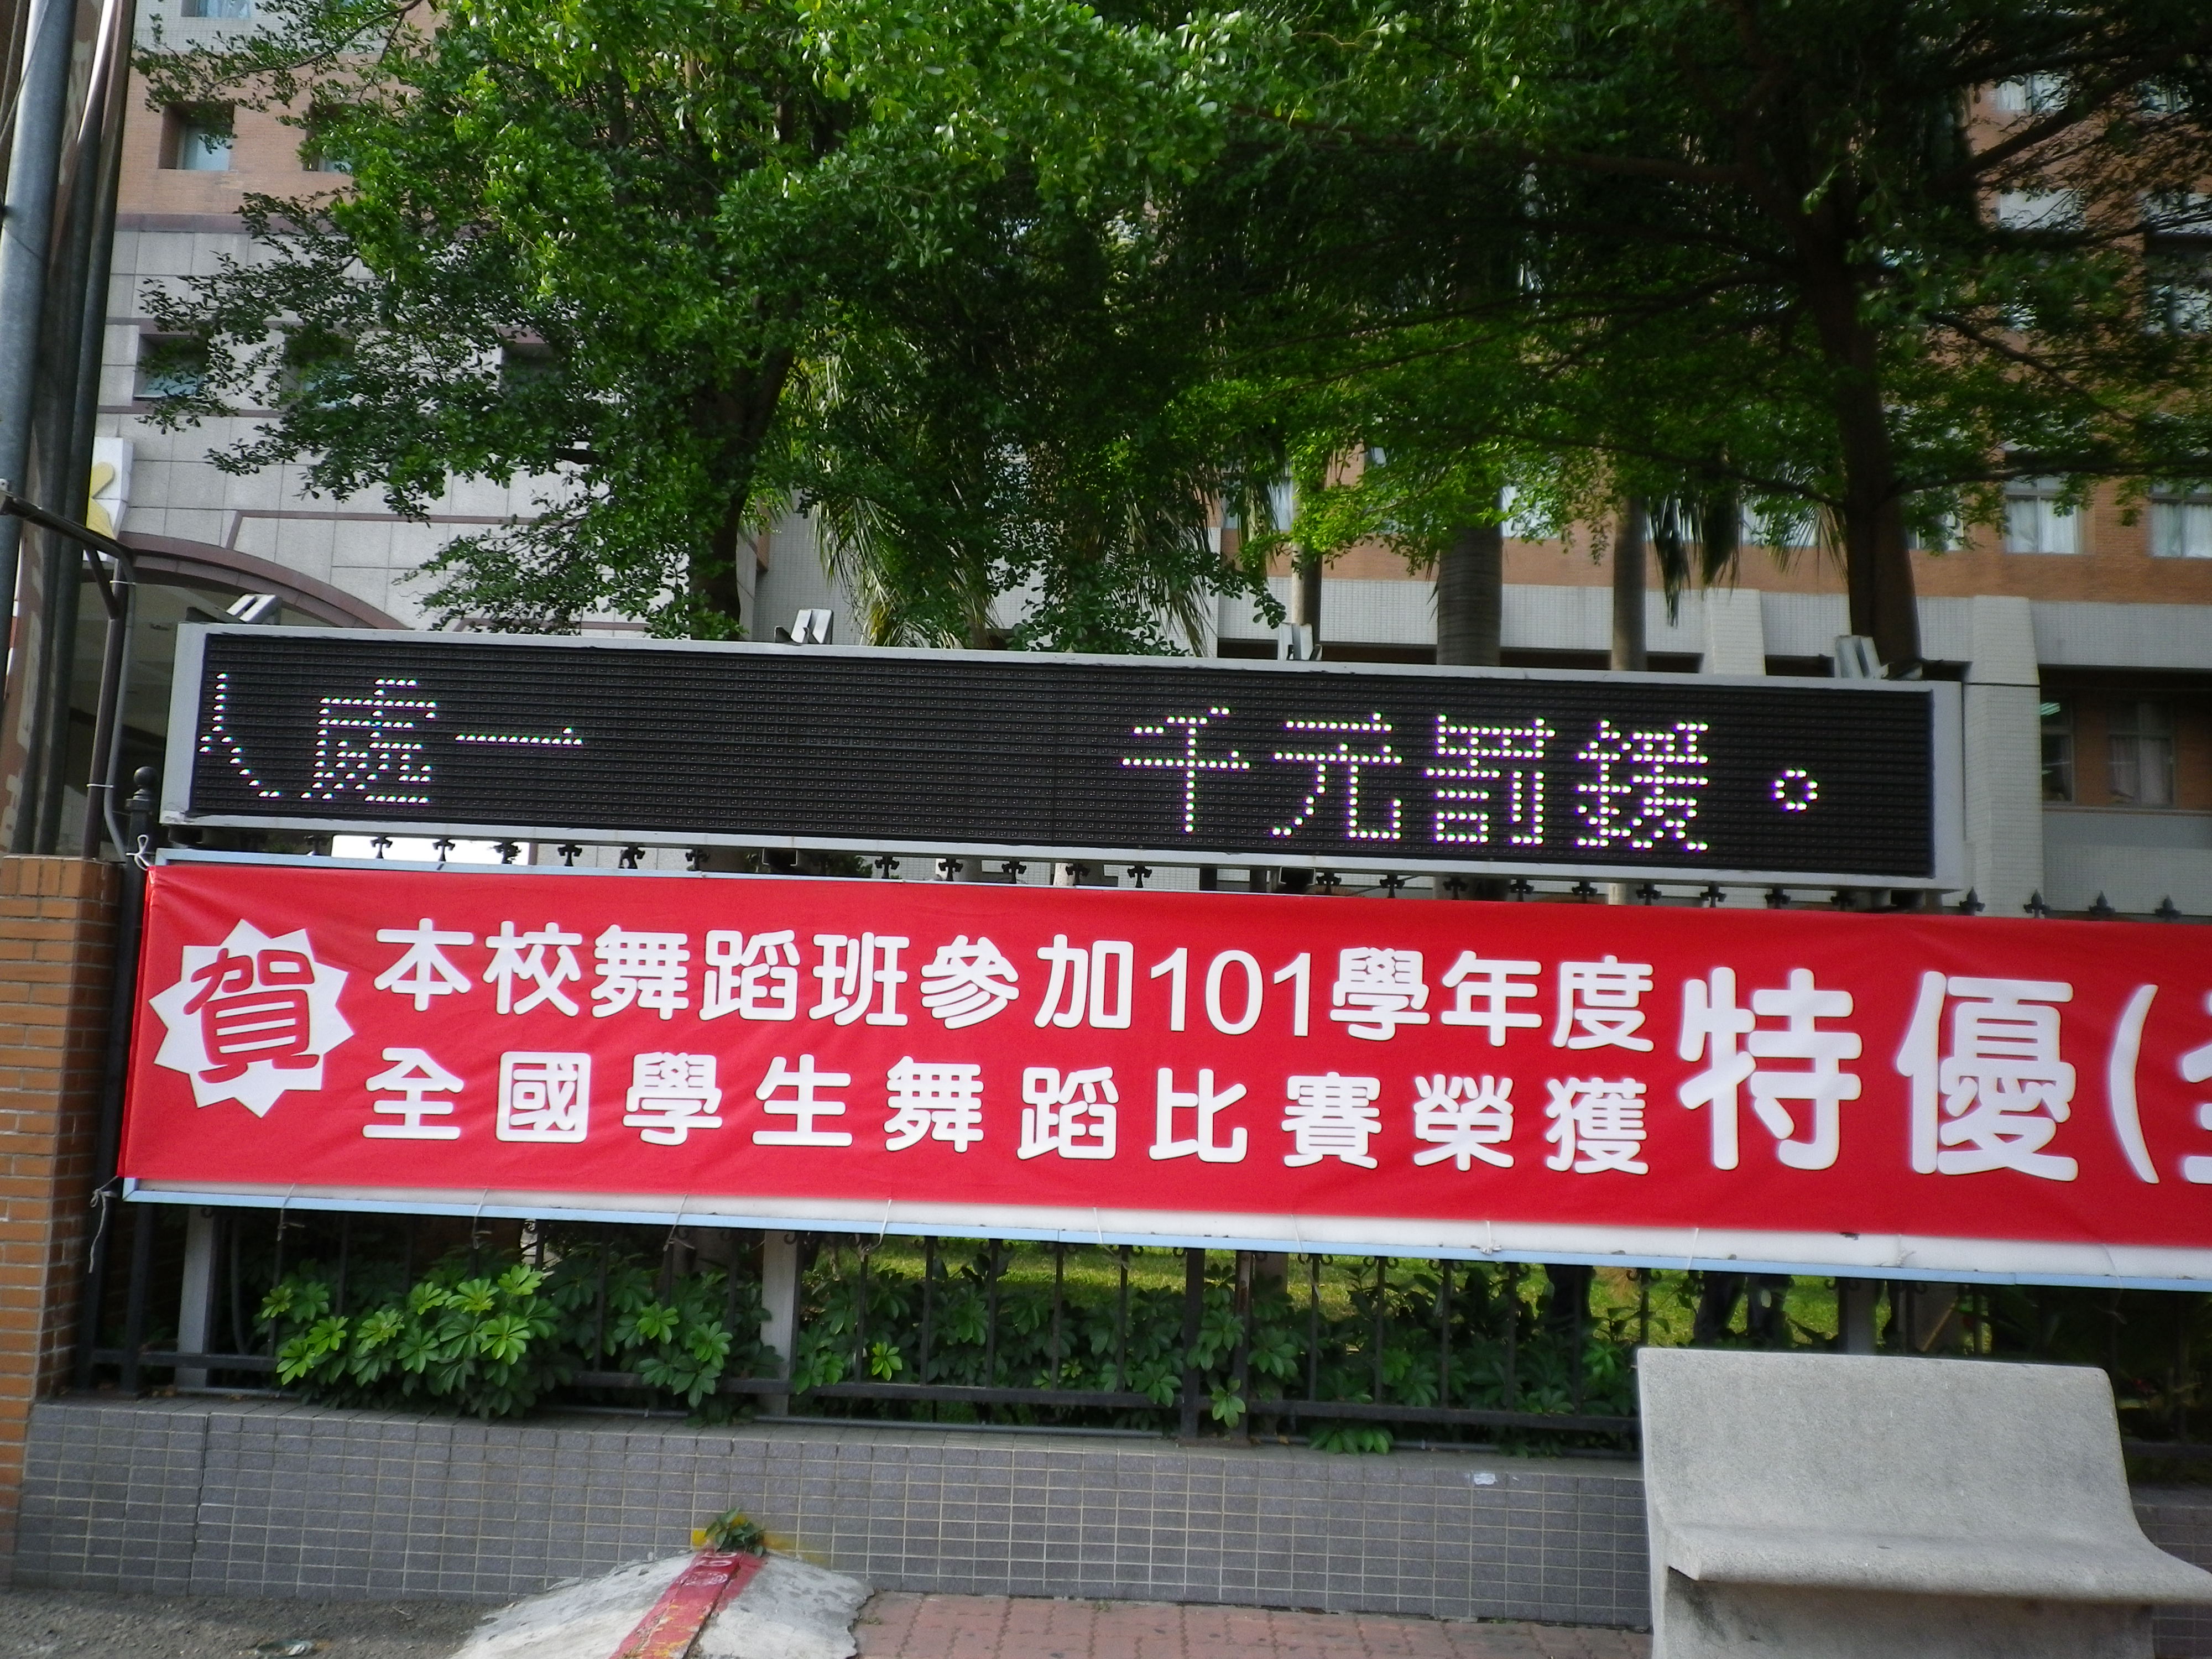 人處一 千元罰鍰。
賀
本校舞蹈班參加101學年度
全國學生舞蹈比賽榮獲
特優(